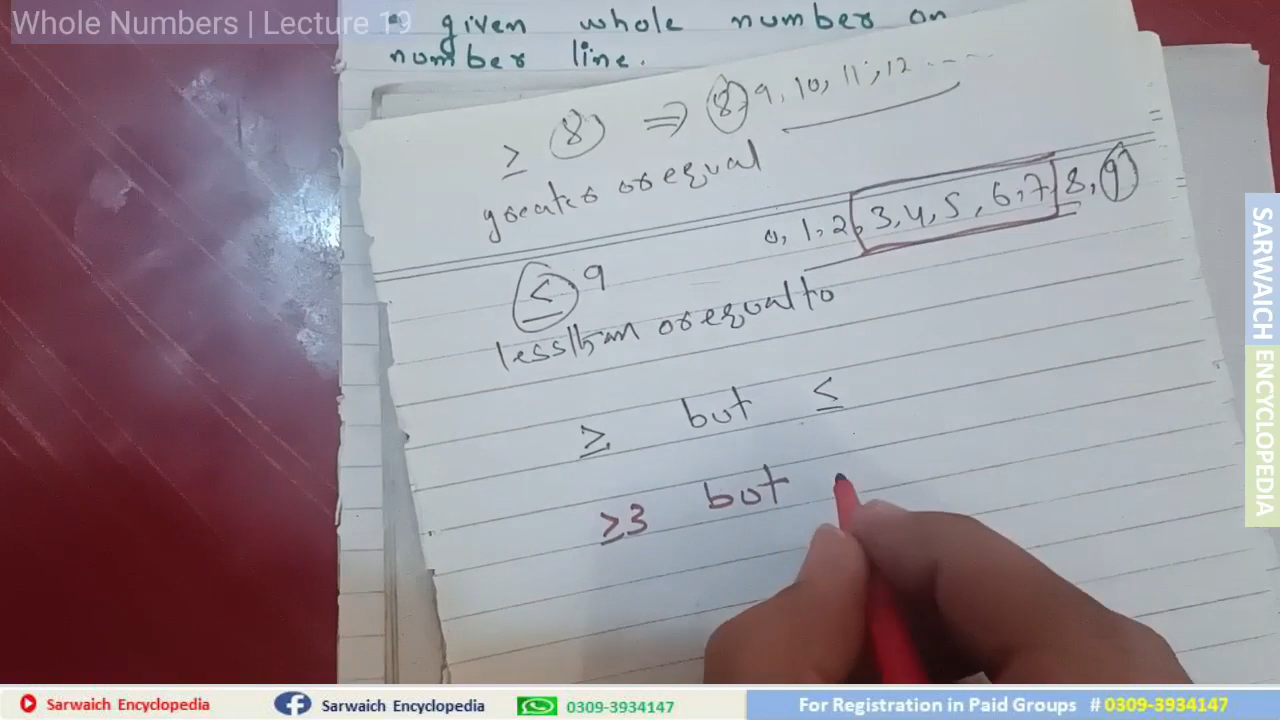 Whole Numbers | Lecture 19
given whole number on
number line.
≥ 8 ⇒ 8, 9, 10, 11, 12 ......
greater or equal
0, 1, 2, 3, 4, 5, 6, 7, 8, 9
≤ 9
less than or equal to
≥ but ≤
≥3 but
SARWAICH ENCYCLOPEDIA
Sarwaich Encyclopedia
Sarwaich Encyclopedia
0309-3934147
For Registration in Paid Groups # 0309-3934147